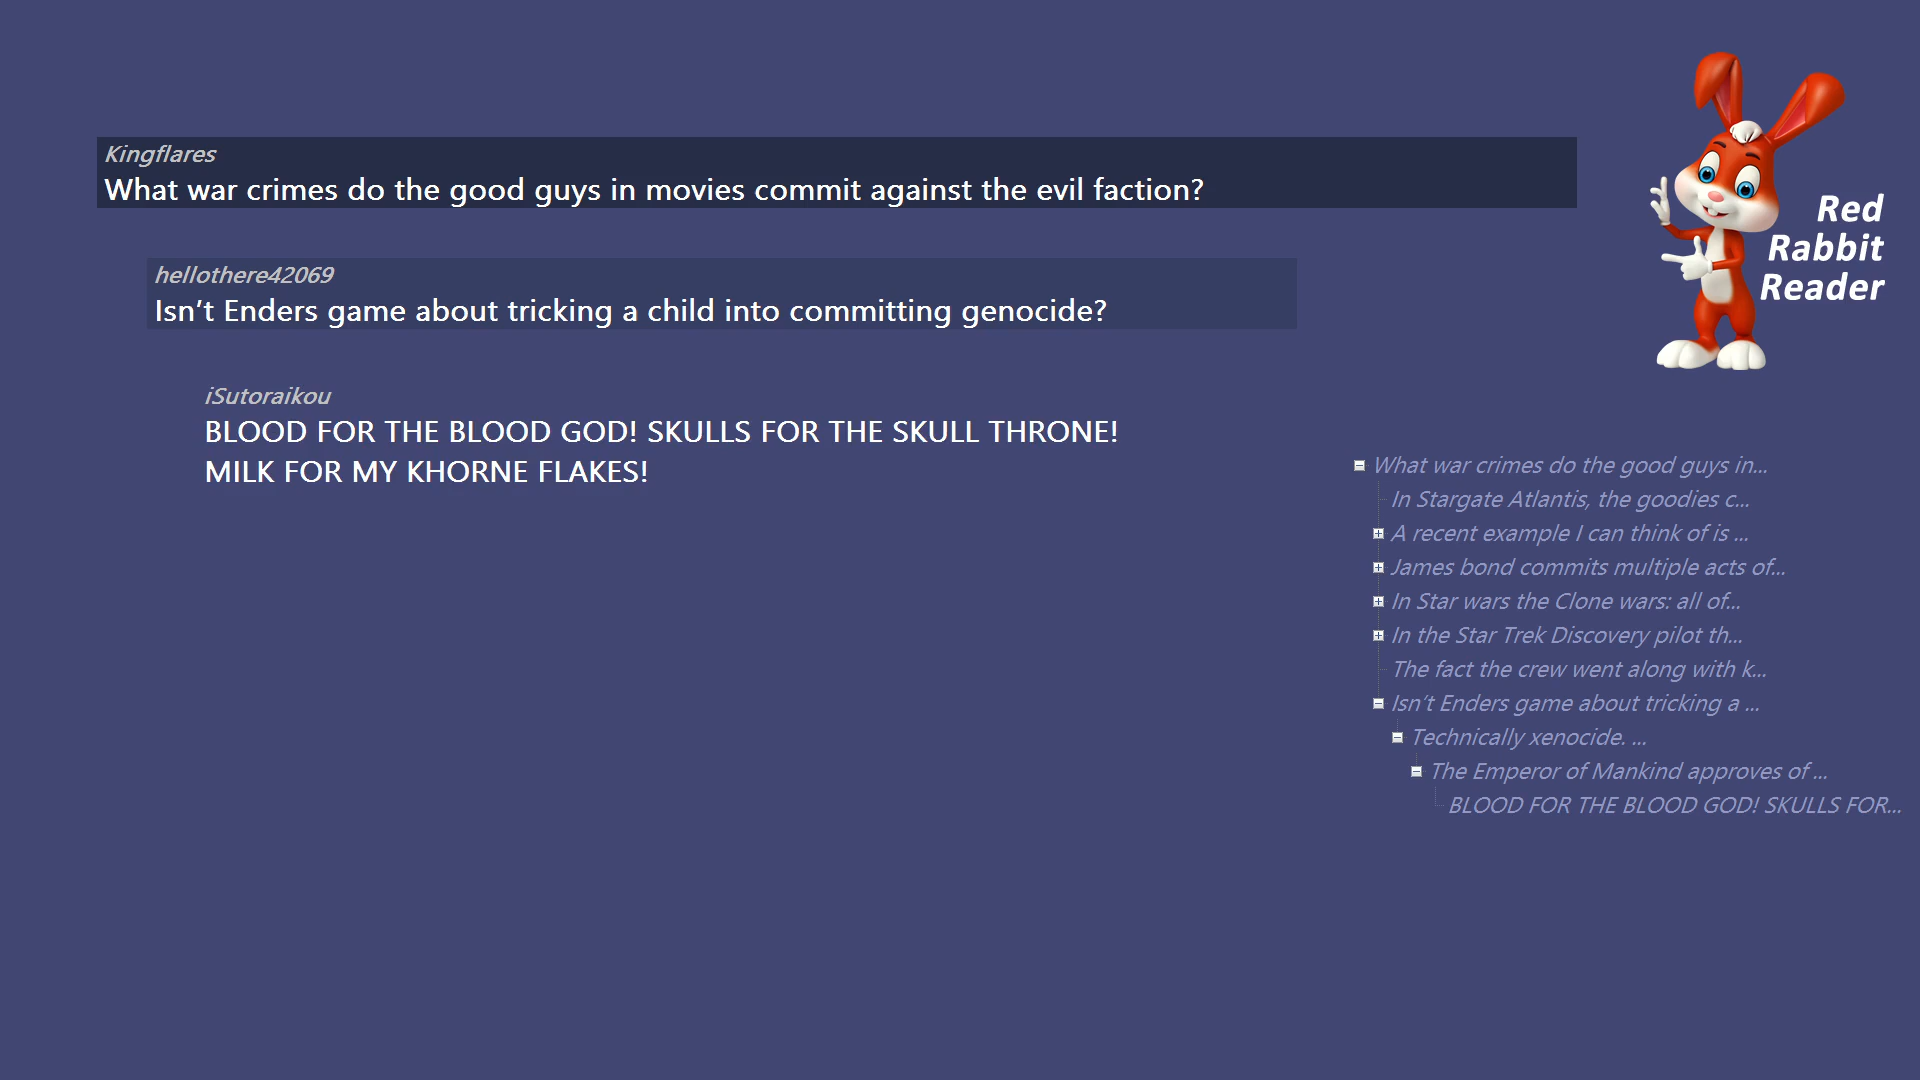 Kingflares
What war crimes do the good guys in movies commit against the evil faction?
hellothere42069
Isn’t Enders game about tricking a child into committing genocide?
iSutoraikou
BLOOD FOR THE BLOOD GOD! SKULLS FOR THE SKULL THRONE!
MILK FOR MY KHORNE FLAKES!
Red
Rabbit
Reader
What war crimes do the good guys in...
In Stargate Atlantis, the goodies c...
A recent example I can think of is ...
James bond commits multiple acts of...
In Star wars the Clone wars: all of...
In the Star Trek Discovery pilot th...
The fact the crew went along with k...
Isn’t Enders game about tricking a ...
Technically xenocide. ...
The Emperor of Mankind approves of ...
BLOOD FOR THE BLOOD GOD! SKULLS FOR...